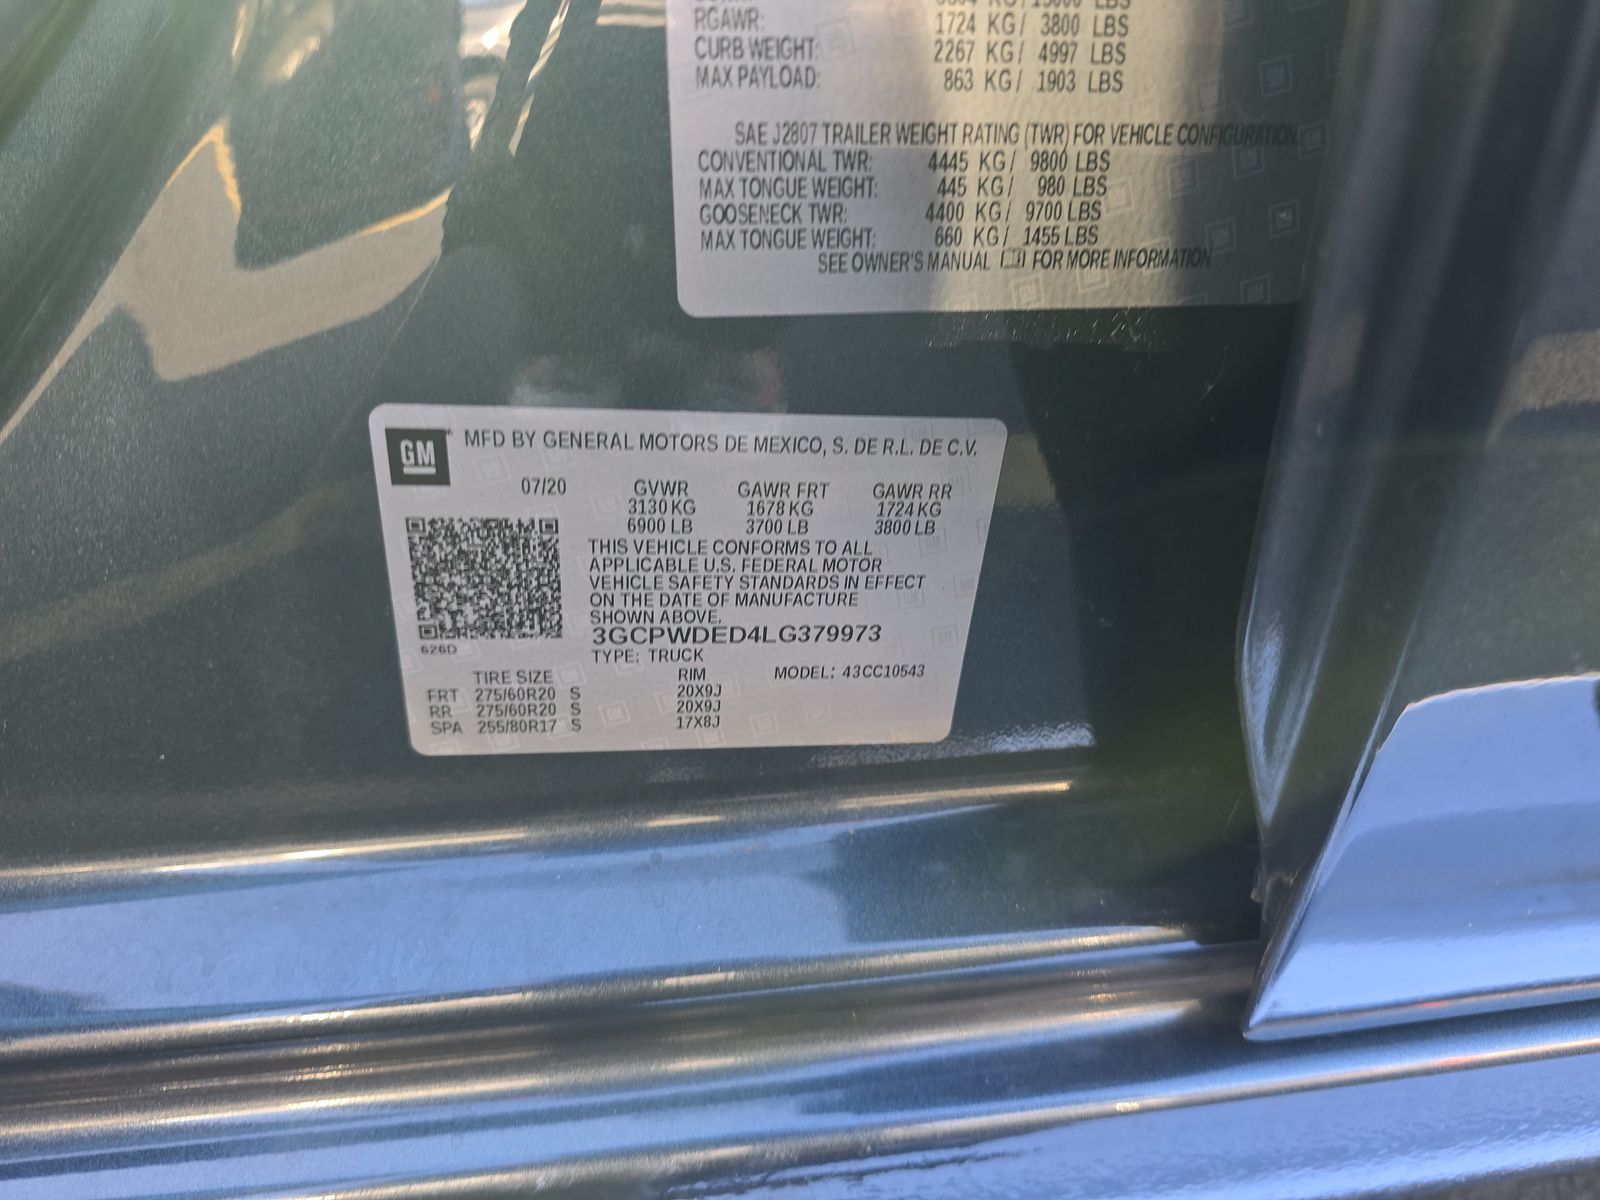 RGAWR: 1724 KG/ 3800 LBS
CURB WEIGHT: 2267 KG/ 4997 LBS
MAX PAYLOAD: 863 KG/ 1903 LBS
SAE J2807 TRAILER WEIGHT RATING (TWR) FOR VEHICLE CONFIGURATION
CONVENTIONAL TWR: 4445 KG/ 9800 LBS
MAX TONGUE WEIGHT: 445 KG/ 980 LBS
GOOSENECK TWR: 4400 KG/ 9700 LBS
MAX TONGUE WEIGHT: 660 KG/ 1455 LBS
SEE OWNER'S MANUAL FOR MORE INFORMATION
GM MFD BY GENERAL MOTORS DE MEXICO, S. DE R.L. DE C.V.
07/20 GVWR GAWR FRT GAWR RR
3130 KG 1678 KG 1724 KG
6900 LB 3700 LB 3800 LB
THIS VEHICLE CONFORMS TO ALL
APPLICABLE U.S. FEDERAL MOTOR
VEHICLE SAFETY STANDARDS IN EFFECT
ON THE DATE OF MANUFACTURE
SHOWN ABOVE.
3GCPWDED4LG379973
626D
TYPE: TRUCK
TIRE SIZE RIM MODEL: 43CC10543
FRT 275/60R20 S 20X9J
RR 275/60R20 S 20X9J
SPA 255/80R17 S 17X8J